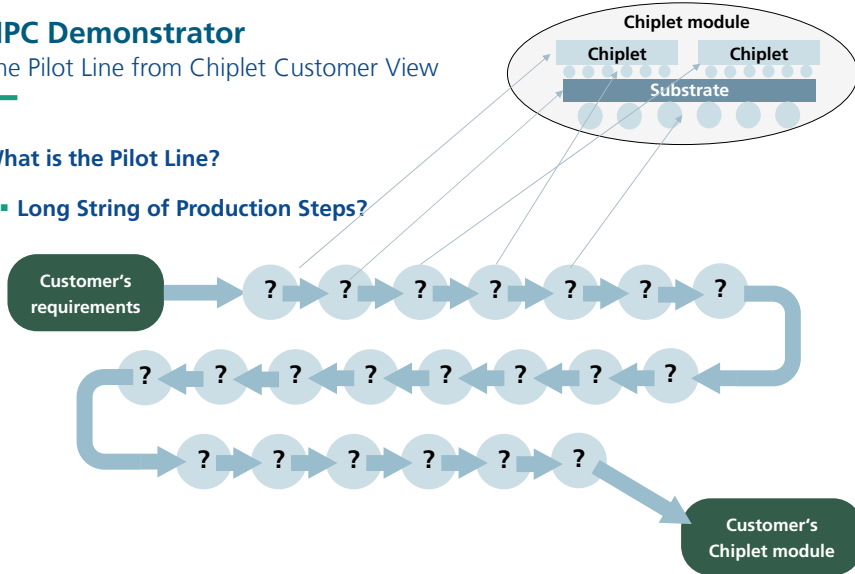 HPC Demonstrator
he Pilot Line from Chiplet Customer View
What is the Pilot Line?
▪ Long String of Production Steps?
Chiplet module
Chiplet Chiplet
Substrate
Customer's
requirements
? ? ? ? ? ? ?
? ? ? ? ? ? ? ?
? ? ? ? ? ?
Customer's
Chiplet module